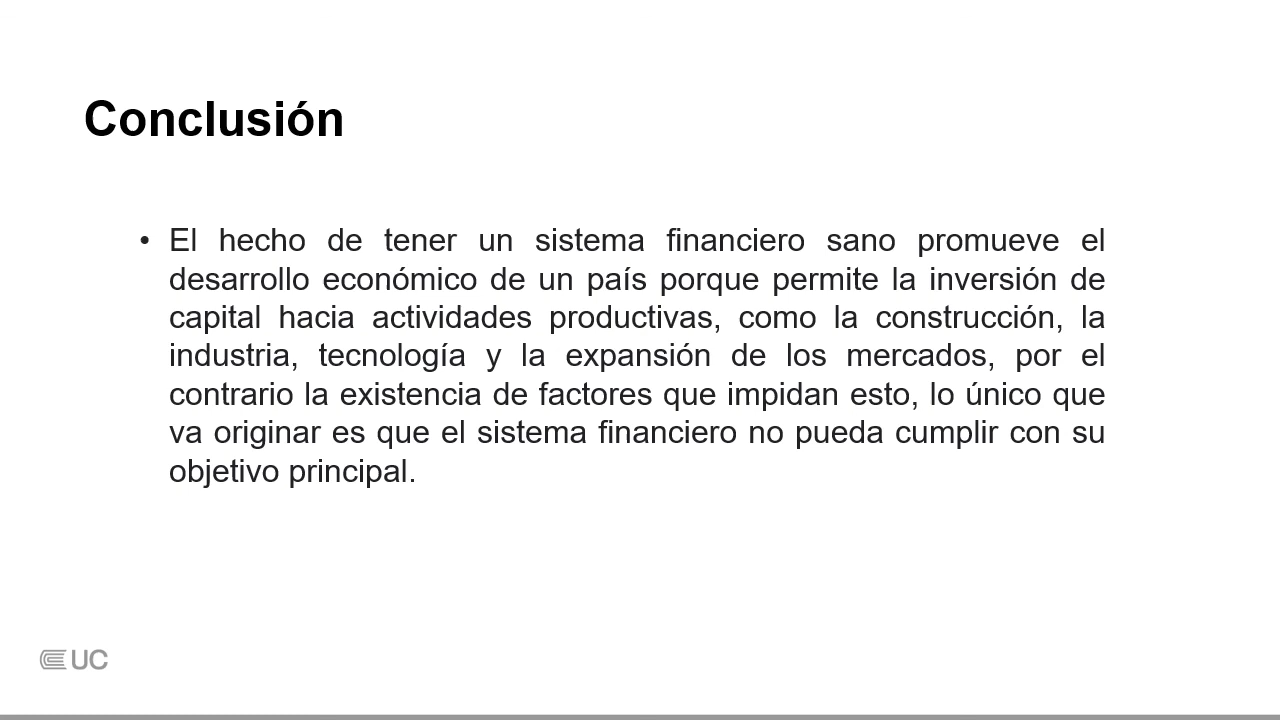 Conclusión
• El hecho de tener un sistema financiero sano promueve el
desarrollo económico de un país porque permite la inversión de
capital hacia actividades productivas, como la construcción, la
industria, tecnología y la expansión de los mercados, por el
contrario la existencia de factores que impidan esto, lo único que
va originar es que el sistema financiero no pueda cumplir con su
objetivo principal.
UC